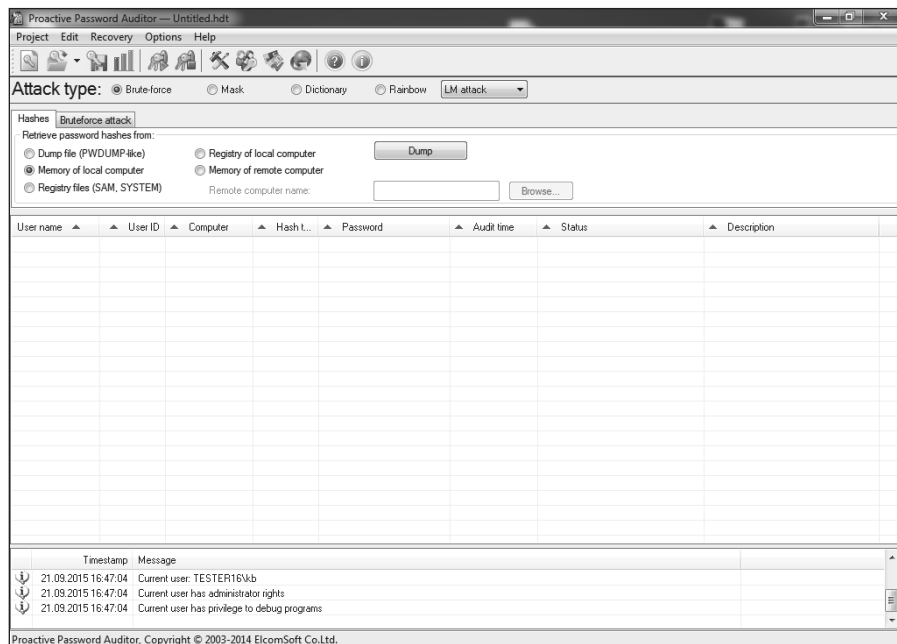 Proactive Password Auditor — Untitled.hdt
Project Edit Recovery Options Help
Attack type: Brute-force Mask Dictionary Rainbow LM attack
Hashes Bruteforce attack
Retrieve password hashes from:
Dump file (PWDUMP-like) Registry of local computer Dump
Memory of local computer Memory of remote computer
Registry files (SAM, SYSTEM) Remote computer name: Browse...
User name User ID Computer Hash t... Password Audit time Status Description
Timestamp Message
21.09.2015 16:47:04 Current user: TESTER16\kb
21.09.2015 16:47:04 Current user has administrator rights
21.09.2015 16:47:04 Current user has privilege to debug programs
Proactive Password Auditor, Copyright © 2003-2014 ElcomSoft Co.Ltd.